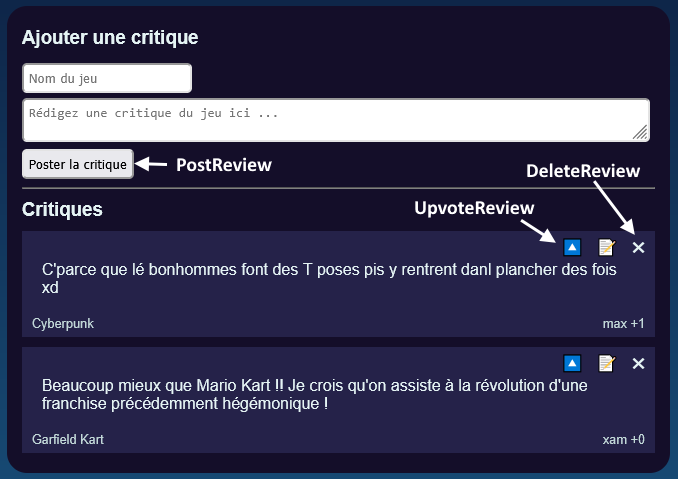 Ajouter une critique
Nom du jeu
Rédigez une critique du jeu ici ...
Poster la critique
PostReview
DeleteReview
Critiques
UpvoteReview
C'parce que lé bonhommes font des T poses pis y rentrent danl plancher des fois
xd
Cyberpunk
max +1
Beaucoup mieux que Mario Kart !! Je crois qu'on assiste à la révolution d'une
franchise précédemment hégémonique !
Garfield Kart
xam +0